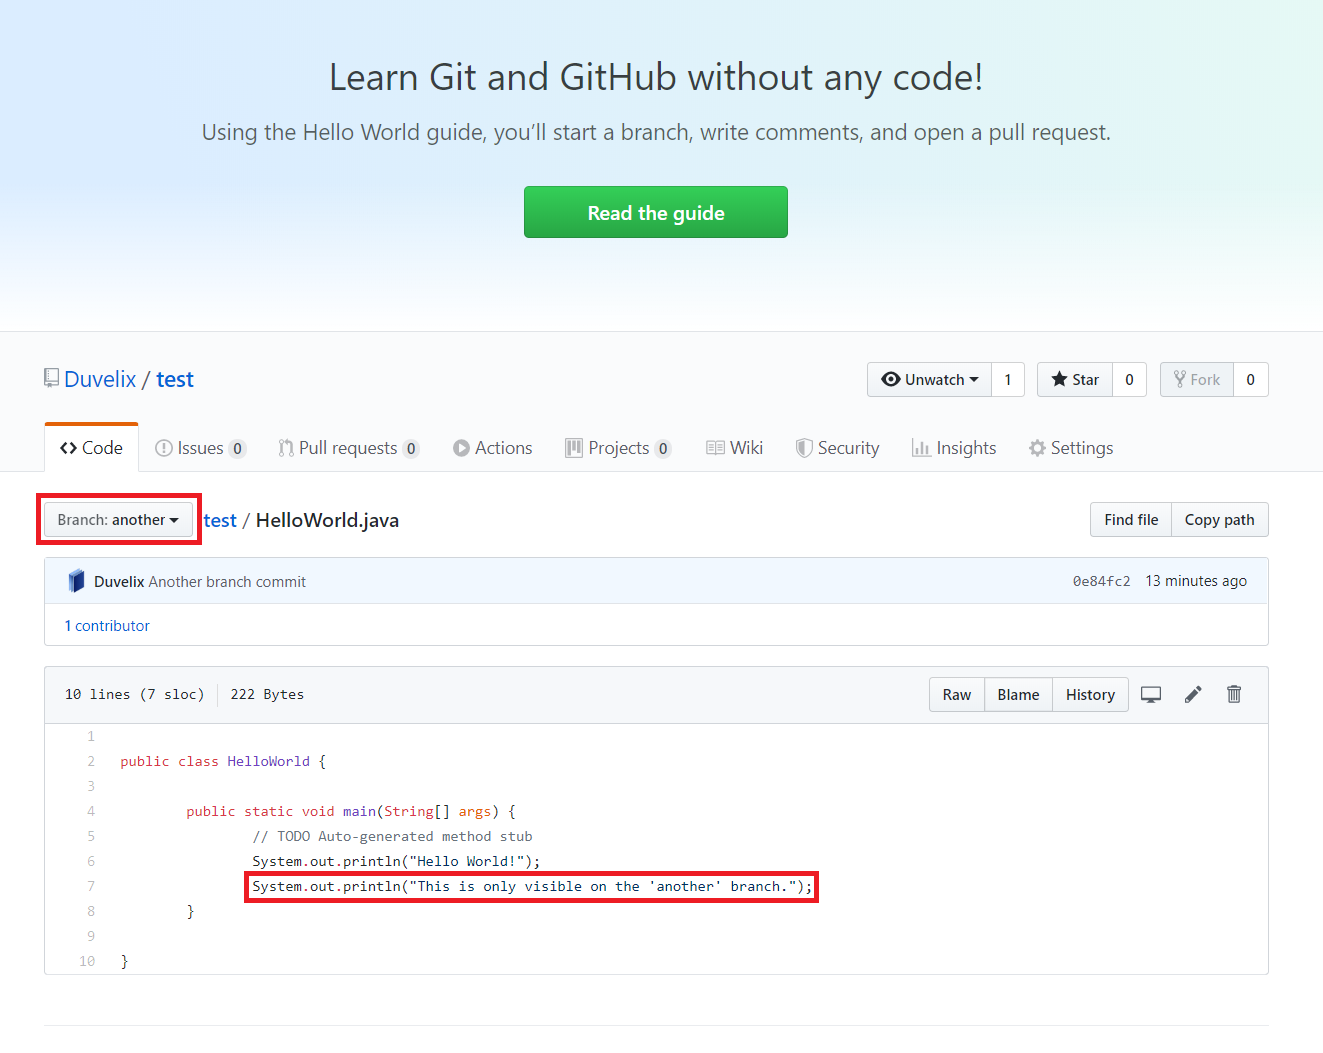 Learn Git and GitHub without any code!
Using the Hello World guide, you’ll start a branch, write comments, and open a pull request.
Read the guide
Duvelix / test
Unwatch 1 Star 0 Fork 0
Code Issues 0 Pull requests 0 Actions Projects 0 Wiki Security Insights Settings
Branch: another test / HelloWorld.java Find file Copy path
Duvelix Another branch commit 0e84fc2 13 minutes ago
1 contributor
10 lines (7 sloc) 222 Bytes Raw Blame History
1
2 public class HelloWorld {
3
4 public static void main(String[] args) {
5 // TODO Auto-generated method stub
6 System.out.println("Hello World!");
7 System.out.println("This is only visible on the 'another' branch.");
8 }
9
10 }